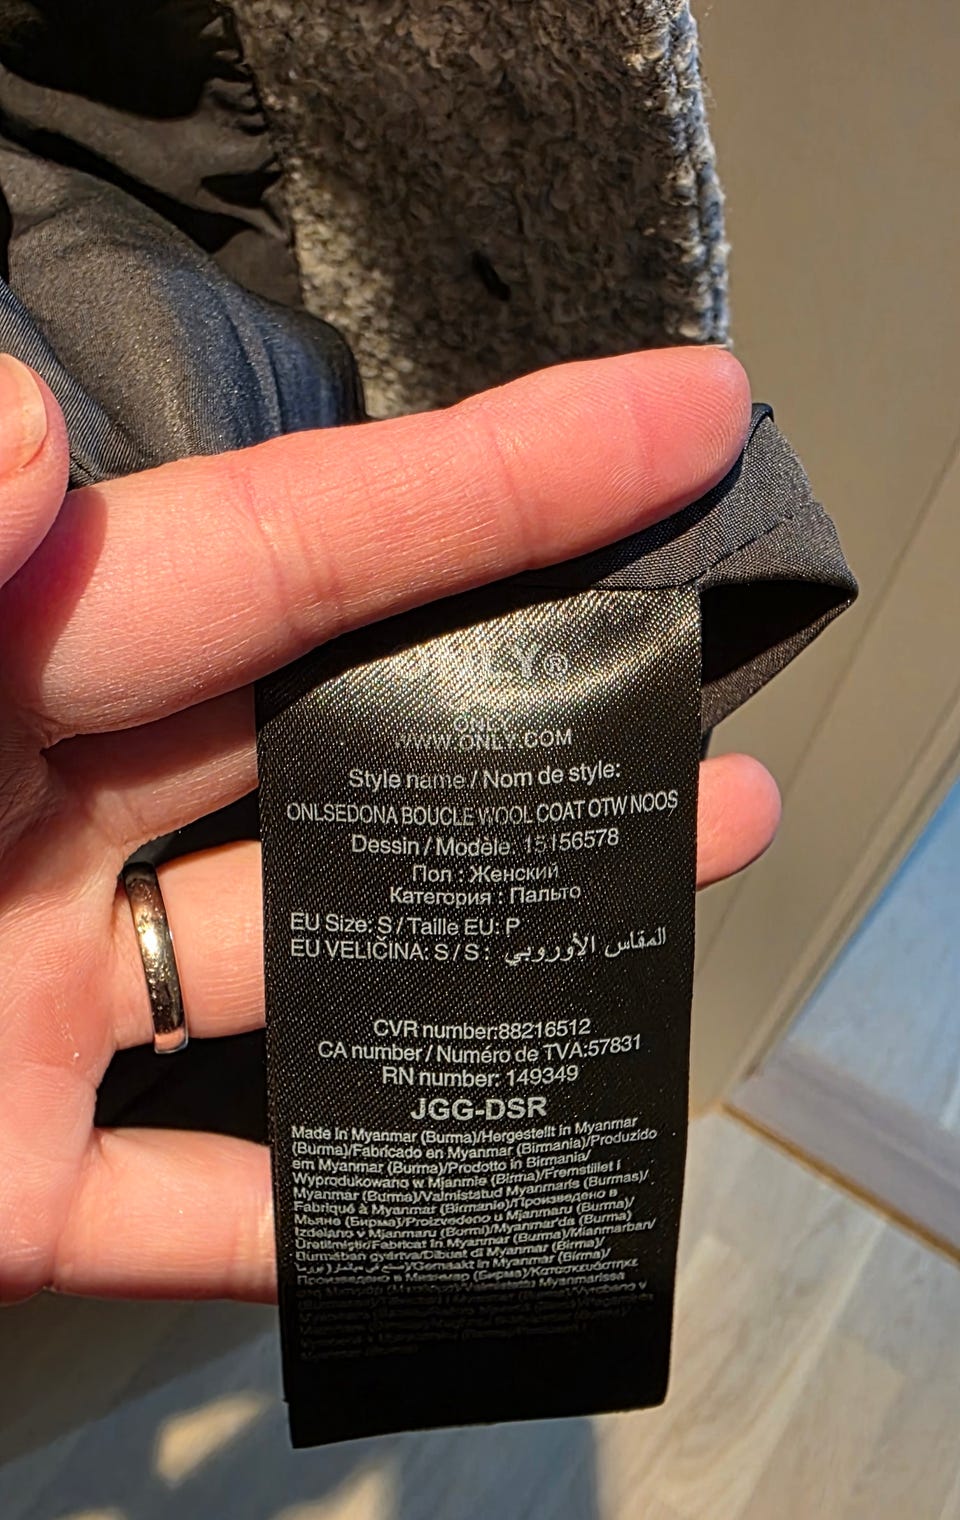 ONLY®
ONLY
WWW.ONLY.COM
Style name / Nom de style:
ONLSEDONA BOUCLE WOOL COAT OTW NOOS
Dessin / Modèle. 15156578
Пол : Женский
Категория : Пальто
EU Size: S / Taille EU: P
EU VELIČINA: S / S : المقاس الأوروبي
CVR number:88216512
CA number / Numéro de TVA:57831
RN number: 149349
JGG-DSR
Made in Myanmar (Burma)/Hergestellt in Myanmar
(Burma)/Fabricado en Myanmar (Birmania)/Produzido
em Myanmar (Burma)/Prodotto in Birmania/
Wyprodukowano w Mjanmie (Birma)/Fremstillet i
Myanmar (Burma)/Valmistatud Myanmaris (Burmas)/
Fabriqué à Myanmar (Birmanie)/Произведено в
Мьянме (Бирма)/Proizvedeno u Mjanmaru (Burma)/
Izdelano v Mjanmaru (Burmi)/Myanmar'da (Burma)
Üretilmiştir/Fabricat în Myanmar (Birma)/Mianmarban/
Burmában gyártva/Gemaakt in Myanmar (Birma)/
Произведено в Мианмар (Бирма)/Κατασκευάστηκε